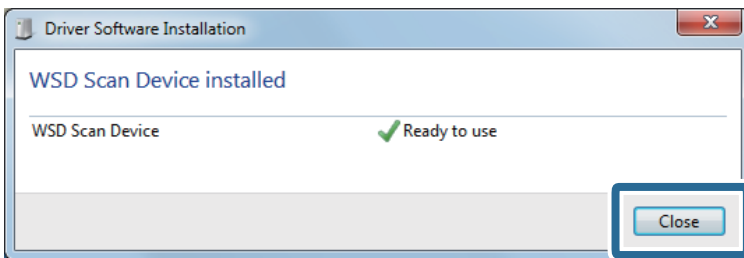 Driver Software Installation
WSD Scan Device installed
WSD Scan Device Ready to use
Close